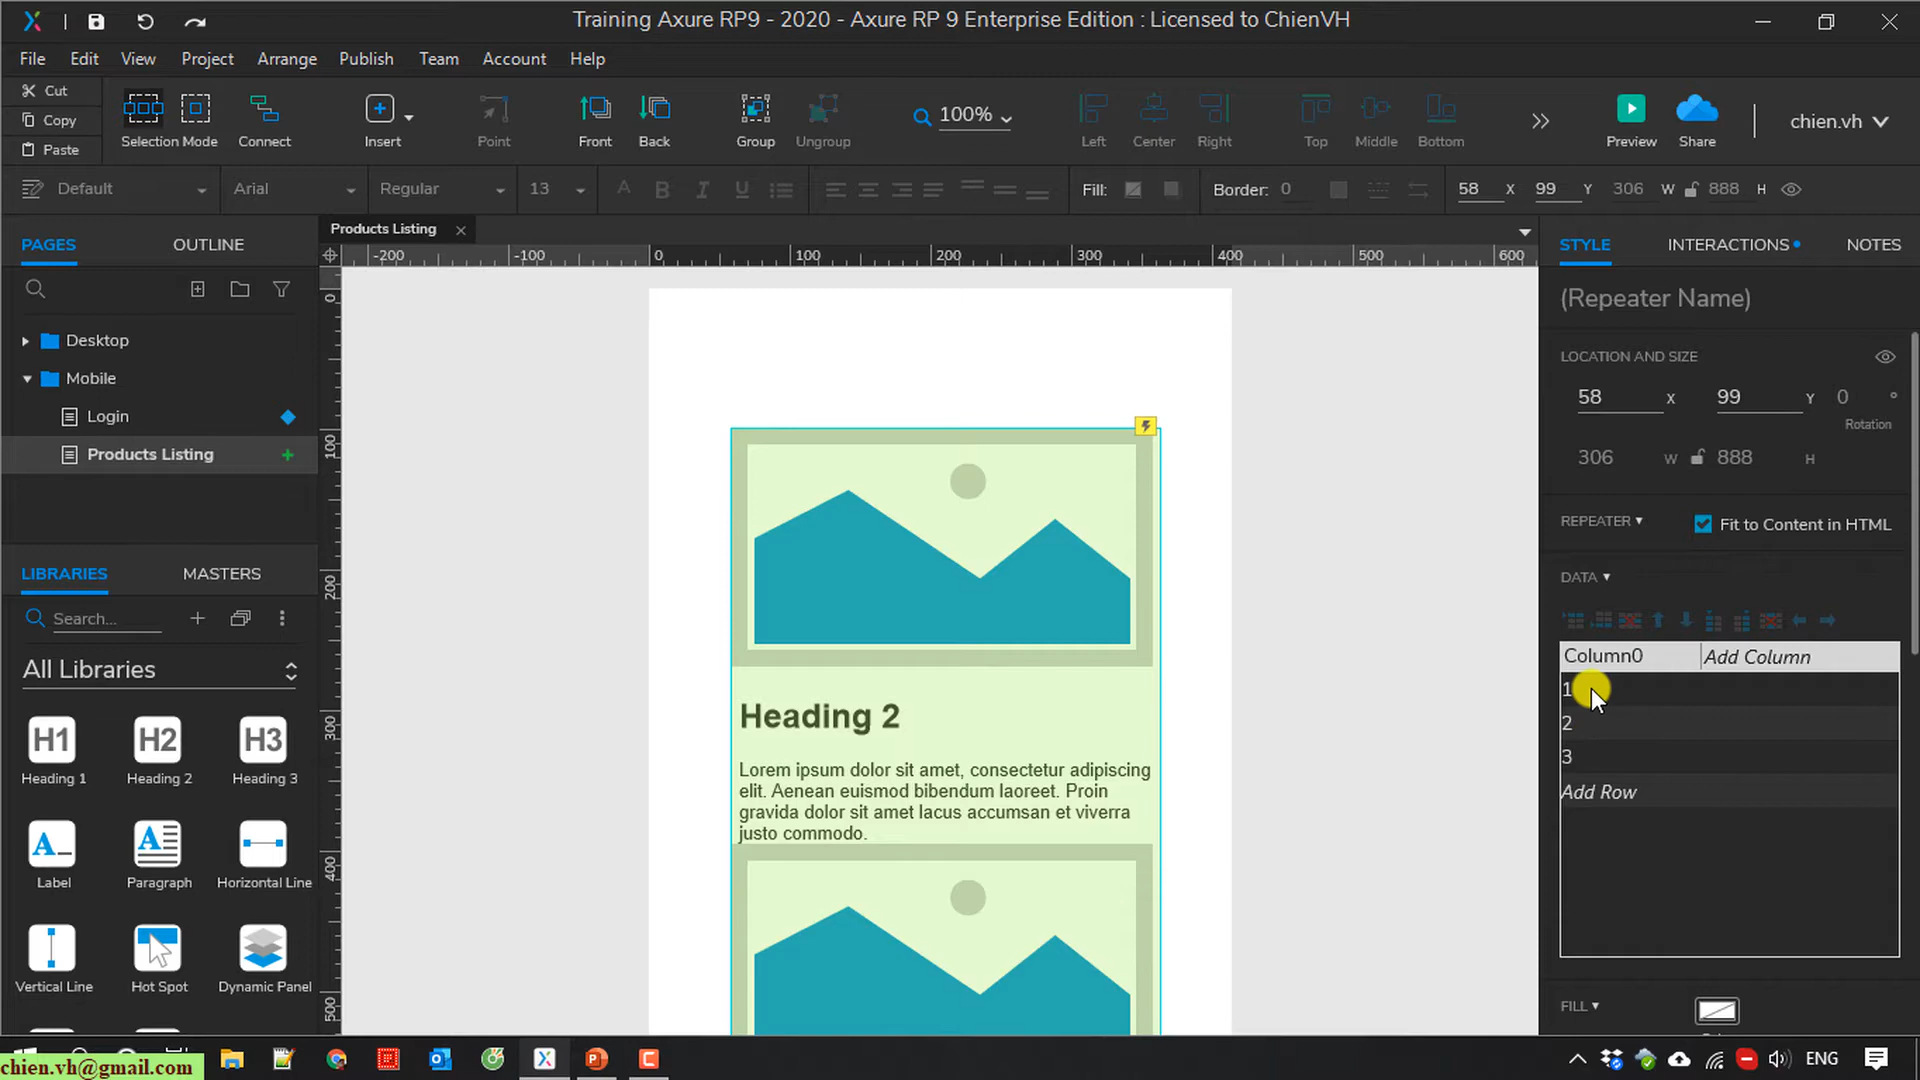 Training Axure RP9 - 2020 - Axure RP 9 Enterprise Edition : Licensed to ChienVH
File Edit View Project Arrange Publish Team Account Help
Cut
Copy
Paste
Selection Mode
Connect
Insert
Point
Front
Back
Group
Ungroup
100%
Left
Center
Right
Top
Middle
Bottom
Preview
Share
chien.vh
Default
Arial
Regular
13
Fill:
Border: 0
58 X 99 Y 306 W 888 H
PAGES OUTLINE
Desktop
Mobile
Login
Products Listing
LIBRARIES MASTERS
Search...
All Libraries
H1 H2 H3
Heading 1 Heading 2 Heading 3
Label Paragraph Horizontal Line
Vertical Line Hot Spot Dynamic Panel
Products Listing
-200 -100 0 100 200 300 400 500 600
0
100
200
300
400
500
Heading 2
Lorem ipsum dolor sit amet, consectetur adipiscing
elit. Aenean euismod bibendum laoreet. Proin
gravida dolor sit amet lacus accumsan et viverra
justo commodo.
STYLE INTERACTIONS NOTES
(Repeater Name)
LOCATION AND SIZE
58 X 99 Y 0 °
Rotation
306 W 888 H
REPEATER
Fit to Content in HTML
DATA
Column0 Add Column
1
2
3
Add Row
FILL
chien.vh@gmail.com
ENG